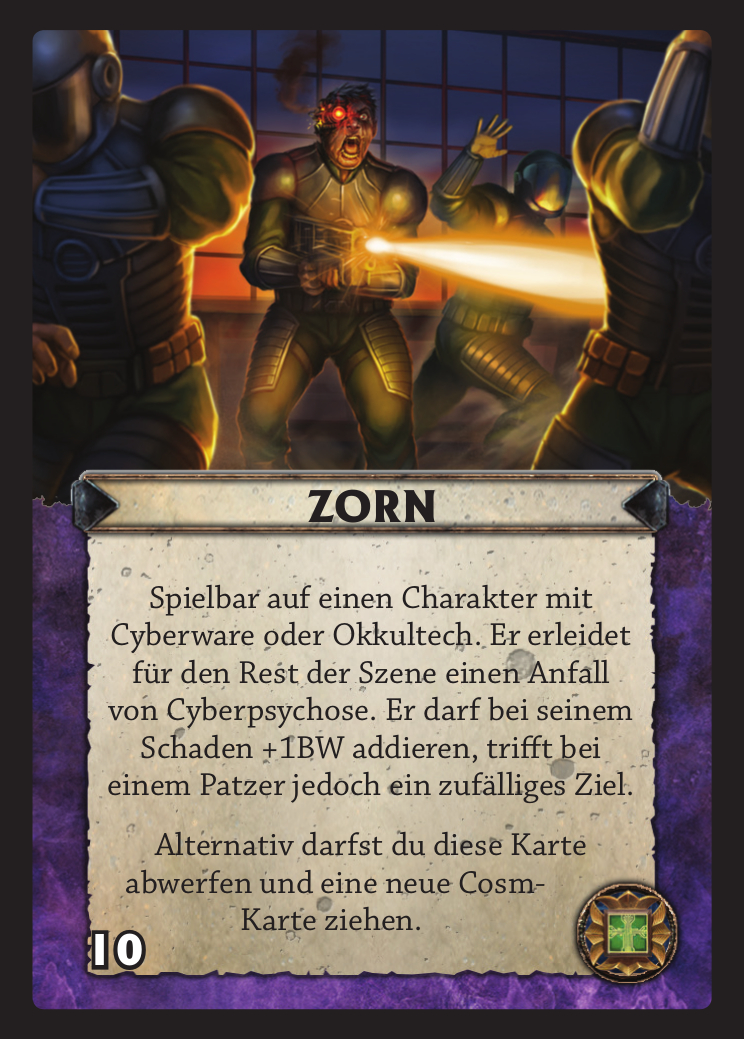 ZORN
Spielbar auf einen Charakter mit
Cyberware oder Okkultech. Er erleidet
für den Rest der Szene einen Anfall
von Cyberpsychose. Er darf bei seinem
Schaden +1BW addieren, trifft bei
einem Patzer jedoch ein zufälliges Ziel.
Alternativ darfst du diese Karte
abwerfen und eine neue Cosm-
Karte ziehen.
10